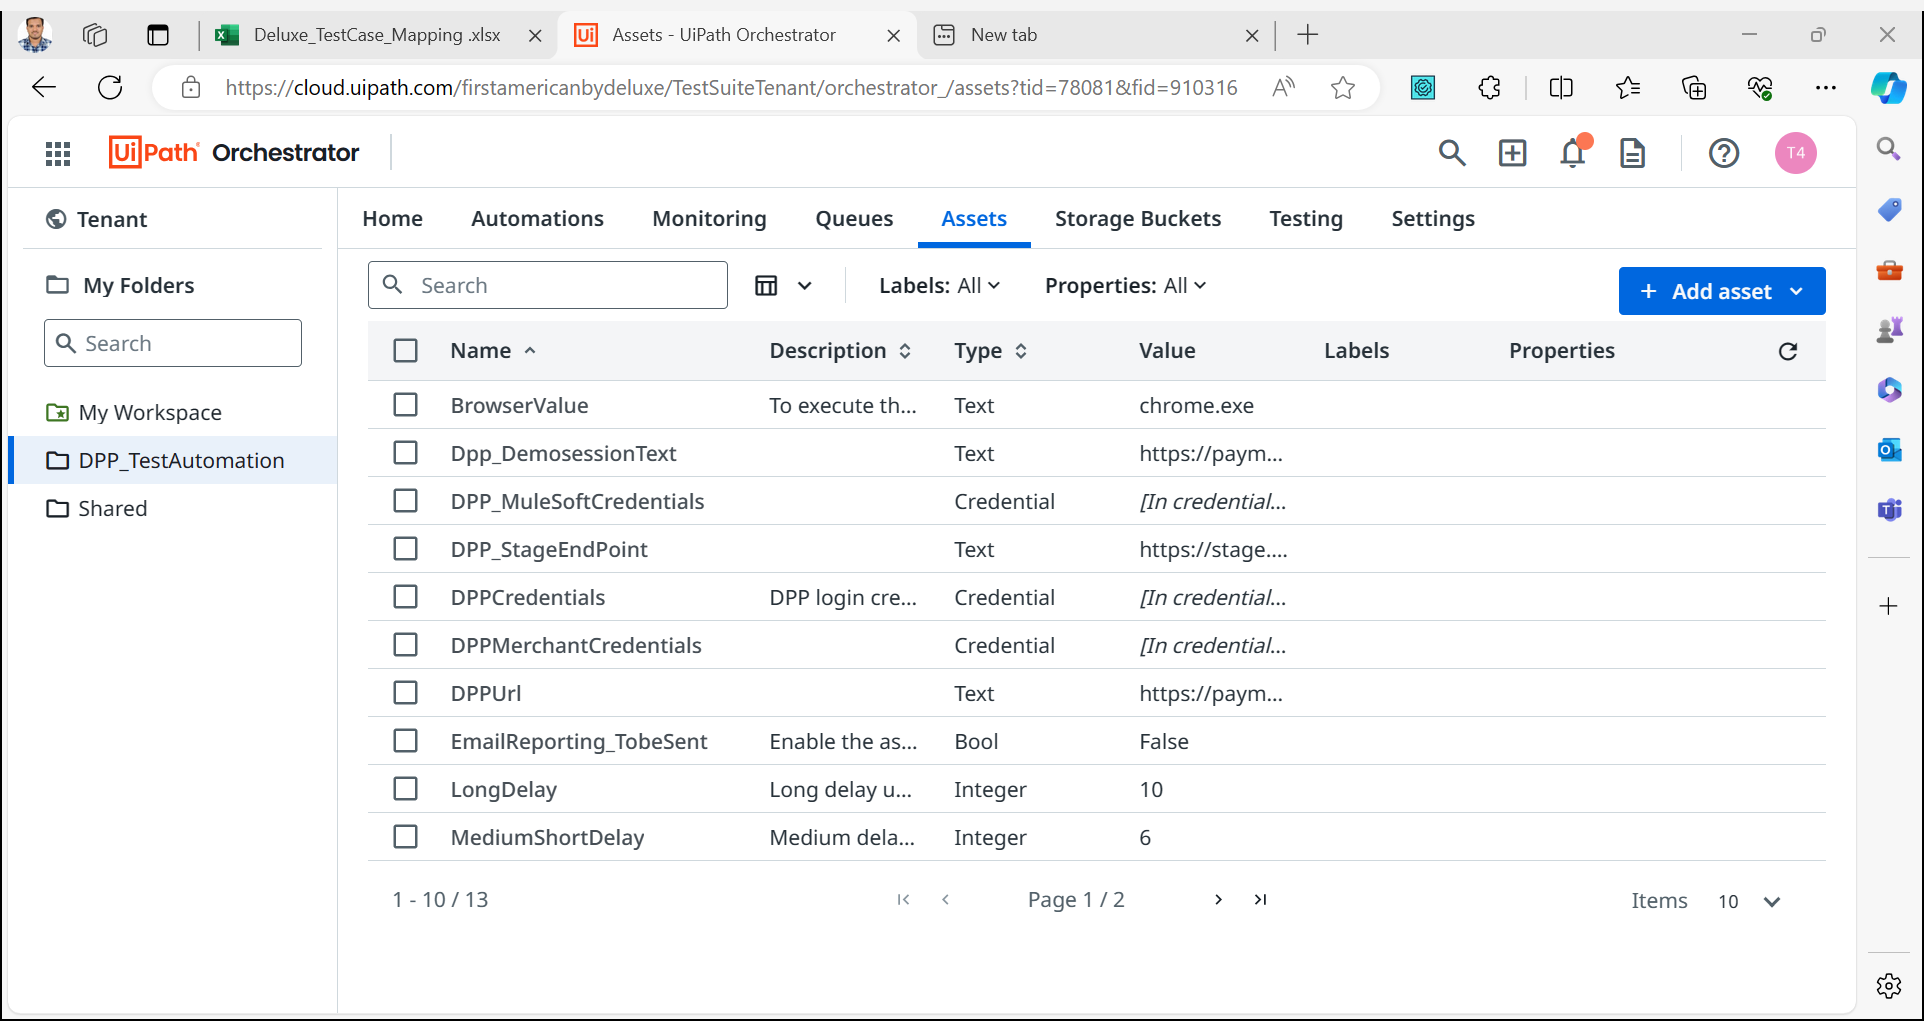 Deluxe_TestCase_Mapping .xlsx
Assets - UiPath Orchestrator
New tab
https://cloud.uipath.com/firstamericanbydeluxe/TestSuiteTenant/orchestrator_/assets?tid=78081&fid=910316
UiPath Orchestrator
T4
Tenant
Home Automations Monitoring Queues Assets Storage Buckets Testing Settings
My Folders
Search
My Workspace
DPP_TestAutomation
Shared
Search
Labels: All
Properties: All
+ Add asset
Name Description Type Value Labels Properties
BrowserValue To execute th... Text chrome.exe
Dpp_DemosessionText Text https://paym...
DPP_MuleSoftCredentials Credential [In credential...
DPP_StageEndPoint Text https://stage....
DPPCredentials DPP login cre... Credential [In credential...
DPPMerchantCredentials Credential [In credential...
DPPUrl Text https://paym...
EmailReporting_TobeSent Enable the as... Bool False
LongDelay Long delay u... Integer 10
MediumShortDelay Medium dela... Integer 6
1 - 10 / 13
Page 1 / 2
Items 10